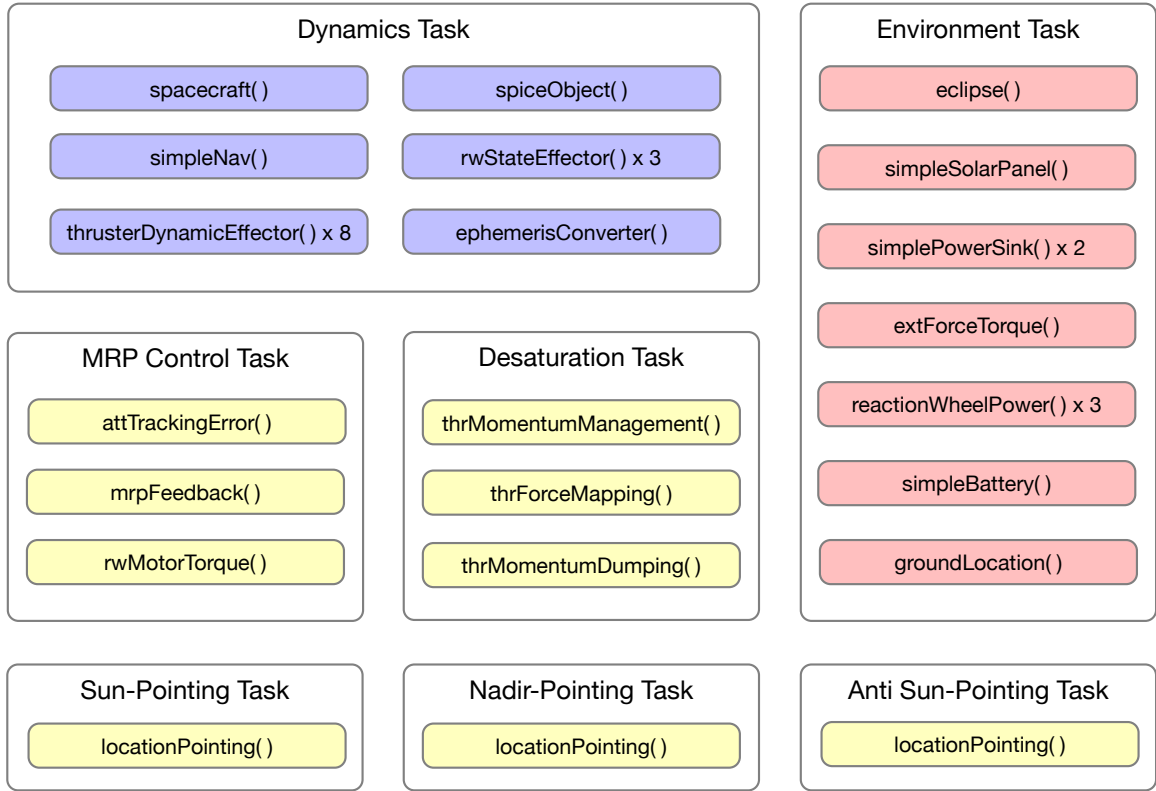 Dynamics Task
spacecraft( )
spiceObject( )
simpleNav( )
rwStateEffector( ) x 3
thrusterDynamicEffector( ) x 8
ephemerisConverter( )
Environment Task
eclipse( )
simpleSolarPanel( )
simplePowerSink( ) x 2
extForceTorque( )
reactionWheelPower( ) x 3
simpleBattery( )
groundLocation( )
MRP Control Task
attTrackingError( )
mrpFeedback( )
rwMotorTorque( )
Desaturation Task
thrMomentumManagement( )
thrForceMapping( )
thrMomentumDumping( )
Sun-Pointing Task
locationPointing( )
Nadir-Pointing Task
locationPointing( )
Anti Sun-Pointing Task
locationPointing( )